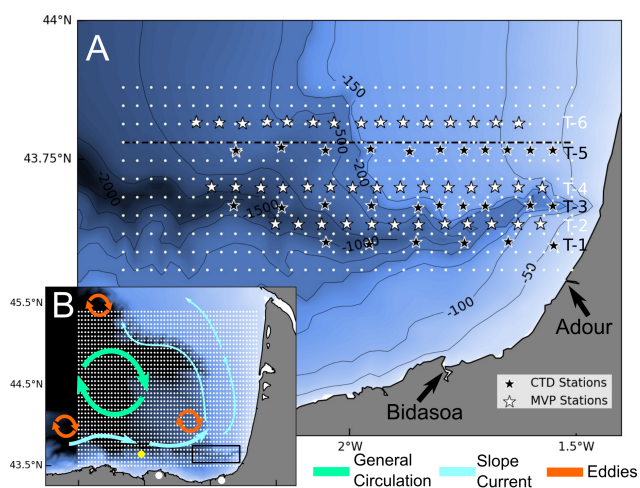 44°N
A
-150
T-6
-500
43.75°N
T-5
-200
T-4
-2000
T-3
-1500
T-2
-1000
T-1
-50
B
45.5°N
-100
Adour
44.5°N
CTD Stations
MVP Stations
Bidasoa
2°W
1.5°W
43.5°N
General
Circulation
Slope
Current
Eddies